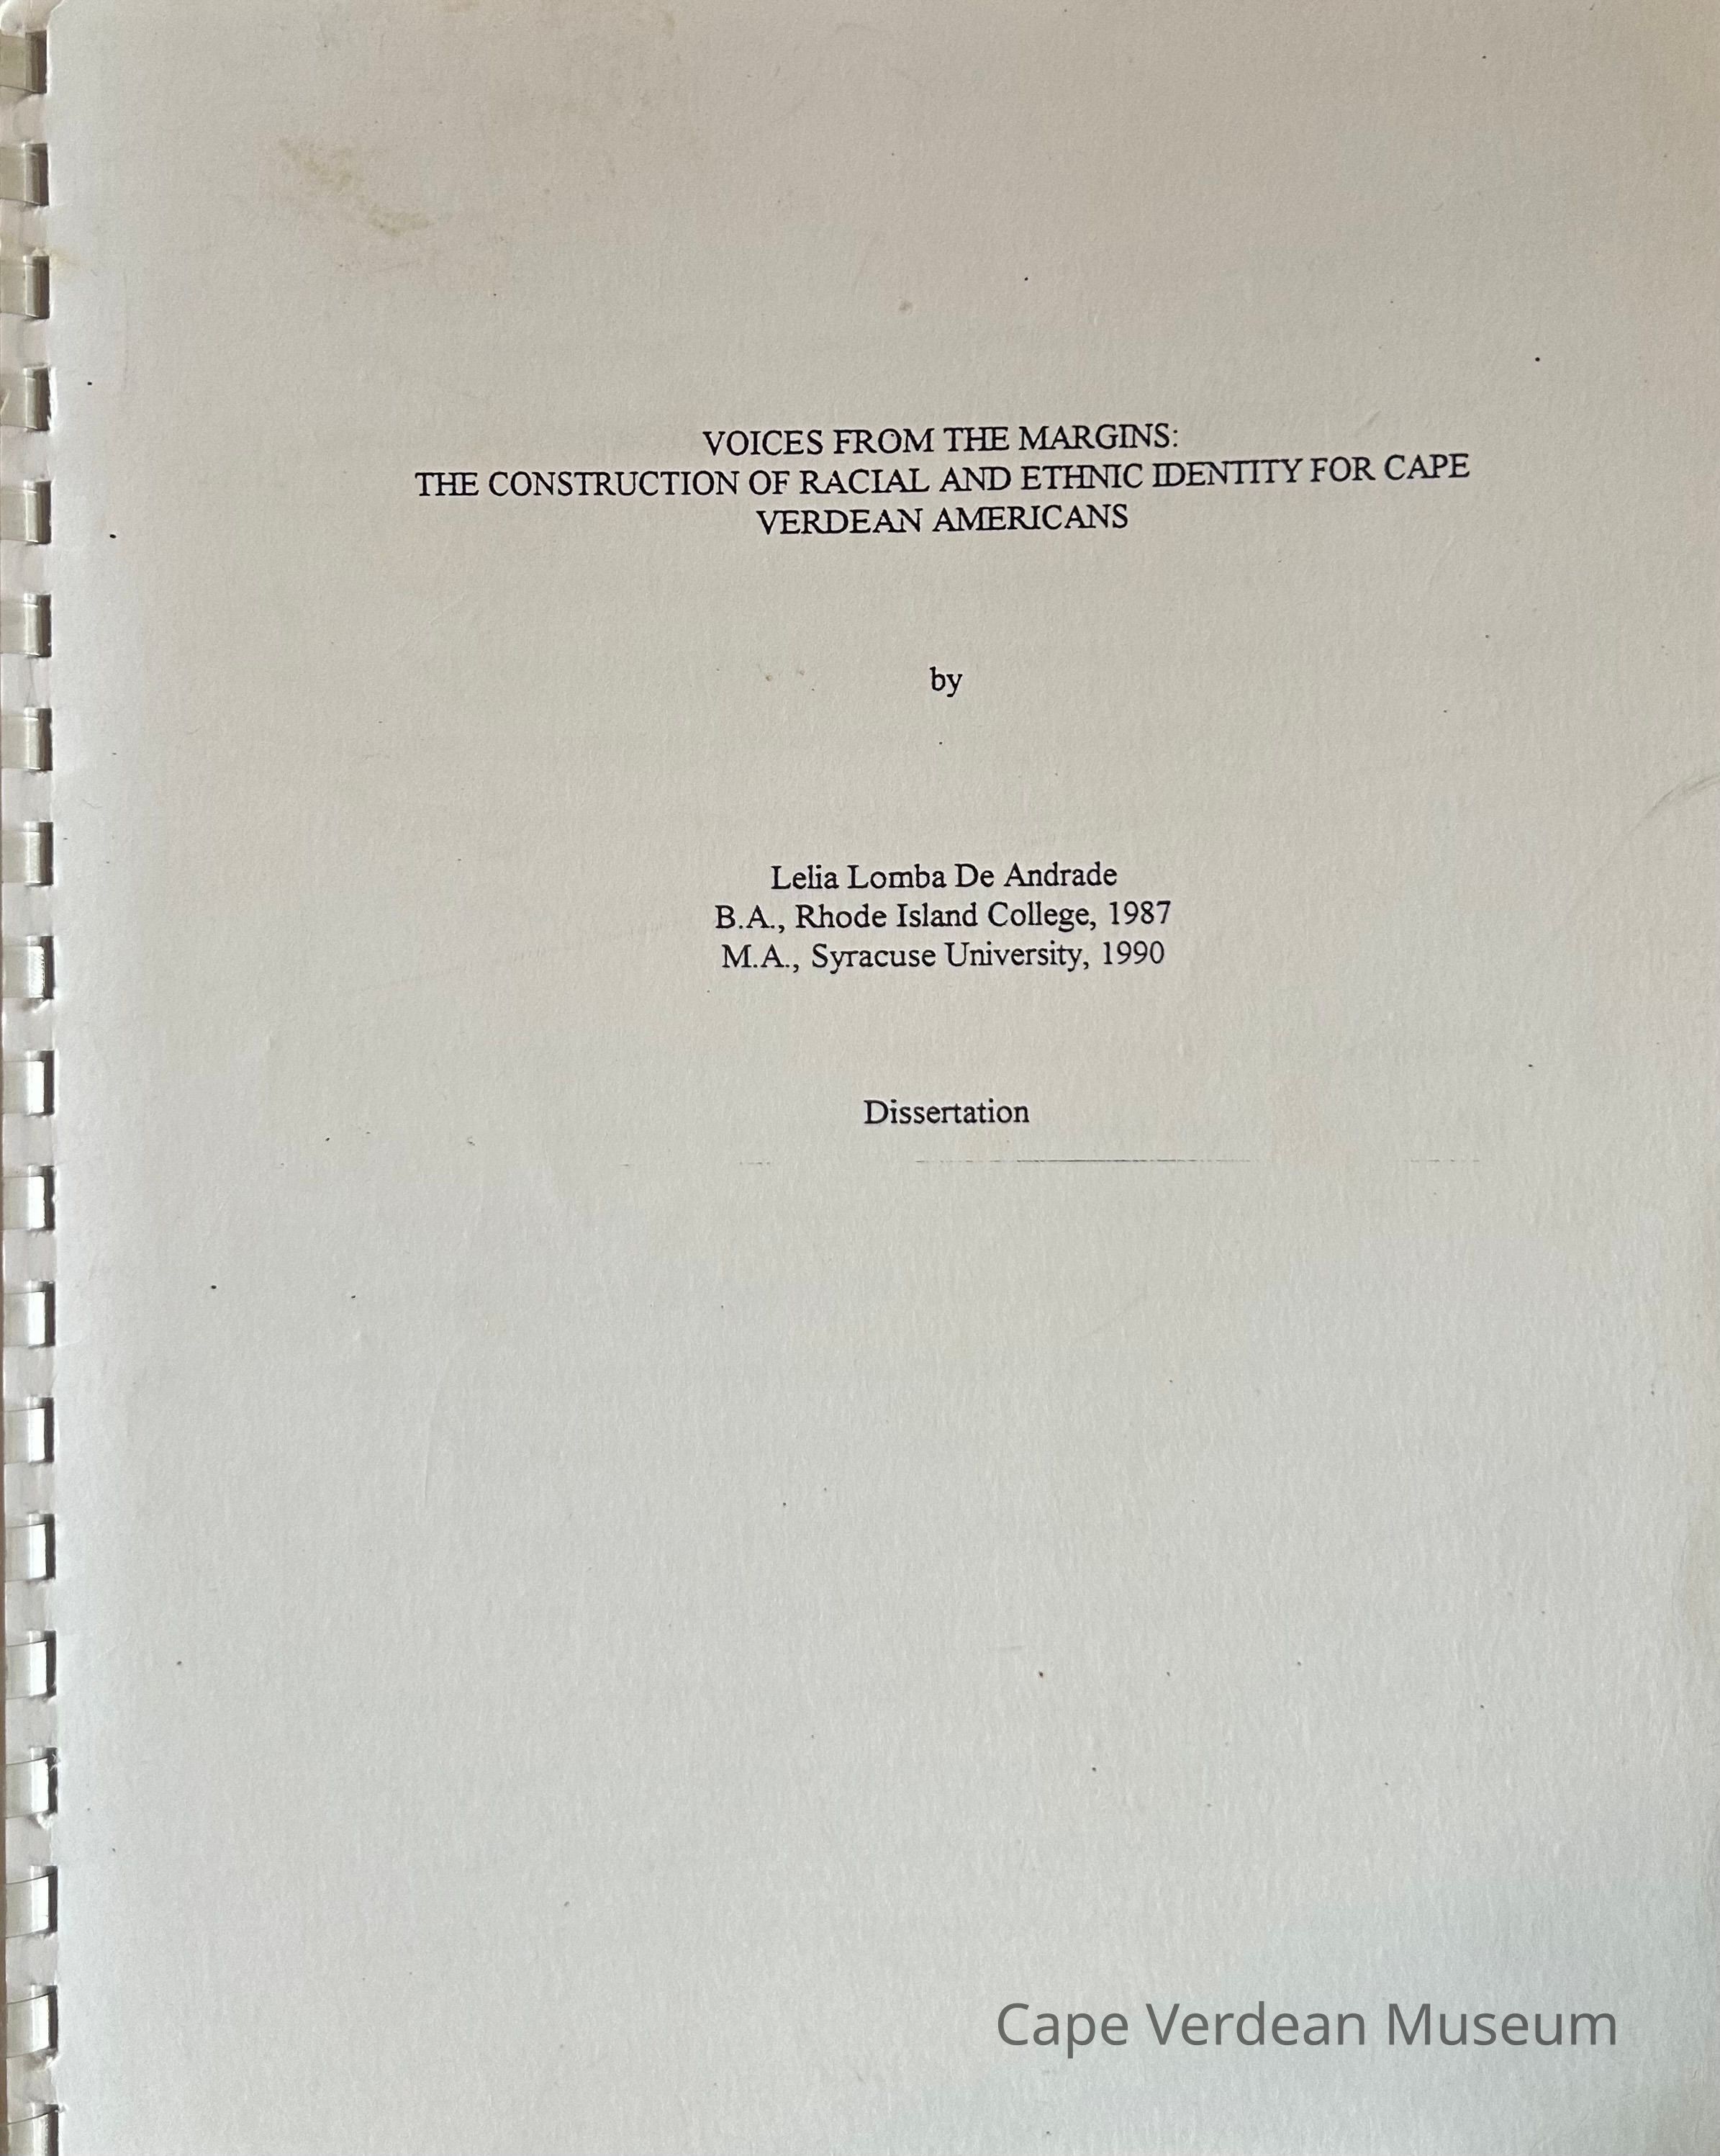 VOICES FROM THE MARGINS:
THE CONSTRUCTION OF RACIAL AND ETHNIC IDENTITY FOR CAPE
VERDEAN AMERICANS
by
Lelia Lomba De Andrade
B.A., Rhode Island College, 1987
M.A., Syracuse University, 1990
Dissertation
Cape Verdean Museum